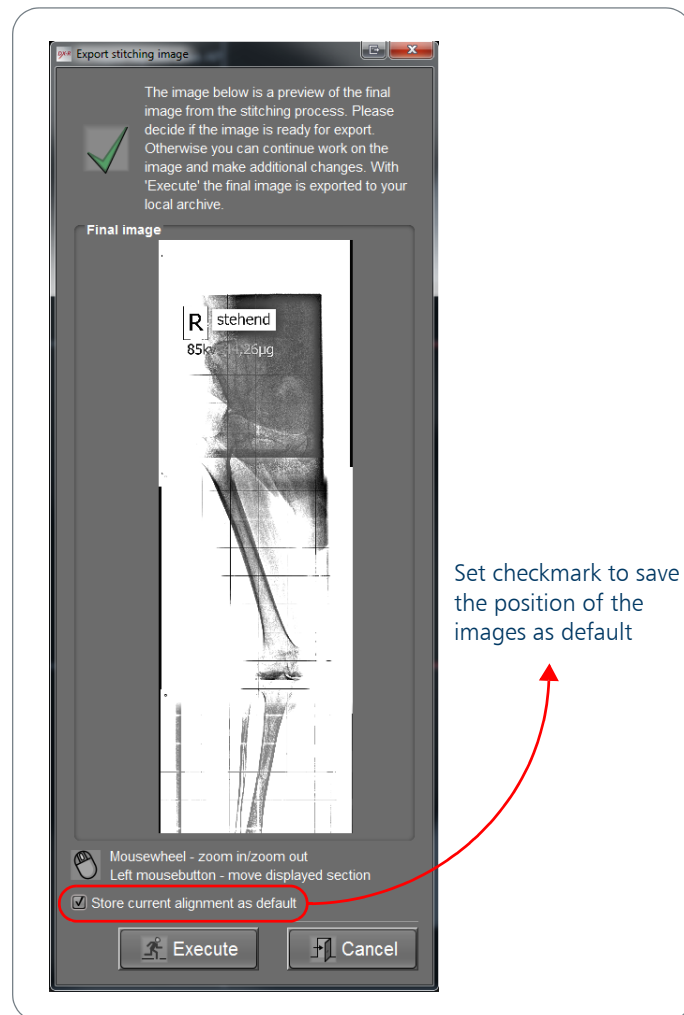 Export stitching image
The image below is a preview of the final
image from the stitching process. Please
decide if the image is ready for export.
Otherwise you can continue work on the
image and make additional changes. With
'Execute' the final image is exported to your
local archive.
Final image
R stehend
85kv 14,26µg
Set checkmark to save
the position of the
images as default
Mousewheel - zoom in/zoom out
Left mousebutton - move displayed section
Store current alignment as default
Execute Cancel